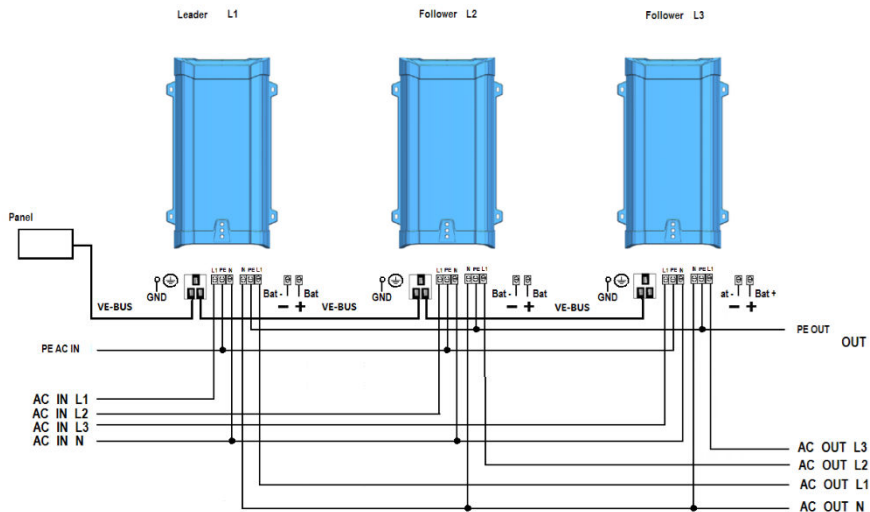 Leader L1
Follower L2
Follower L3
Panel
L1 PE N N PE L1
L1 PE N N PE L1
L1 PE N N PE L1
GND
Bat - Bat
− +
GND
Bat - Bat
− +
GND
at - Bat +
− +
VE-BUS
VE-BUS
VE-BUS
PE OUT
OUT
PE AC IN
AC IN L1
AC IN L2
AC IN L3
AC IN N
AC OUT L3
AC OUT L2
AC OUT L1
AC OUT N